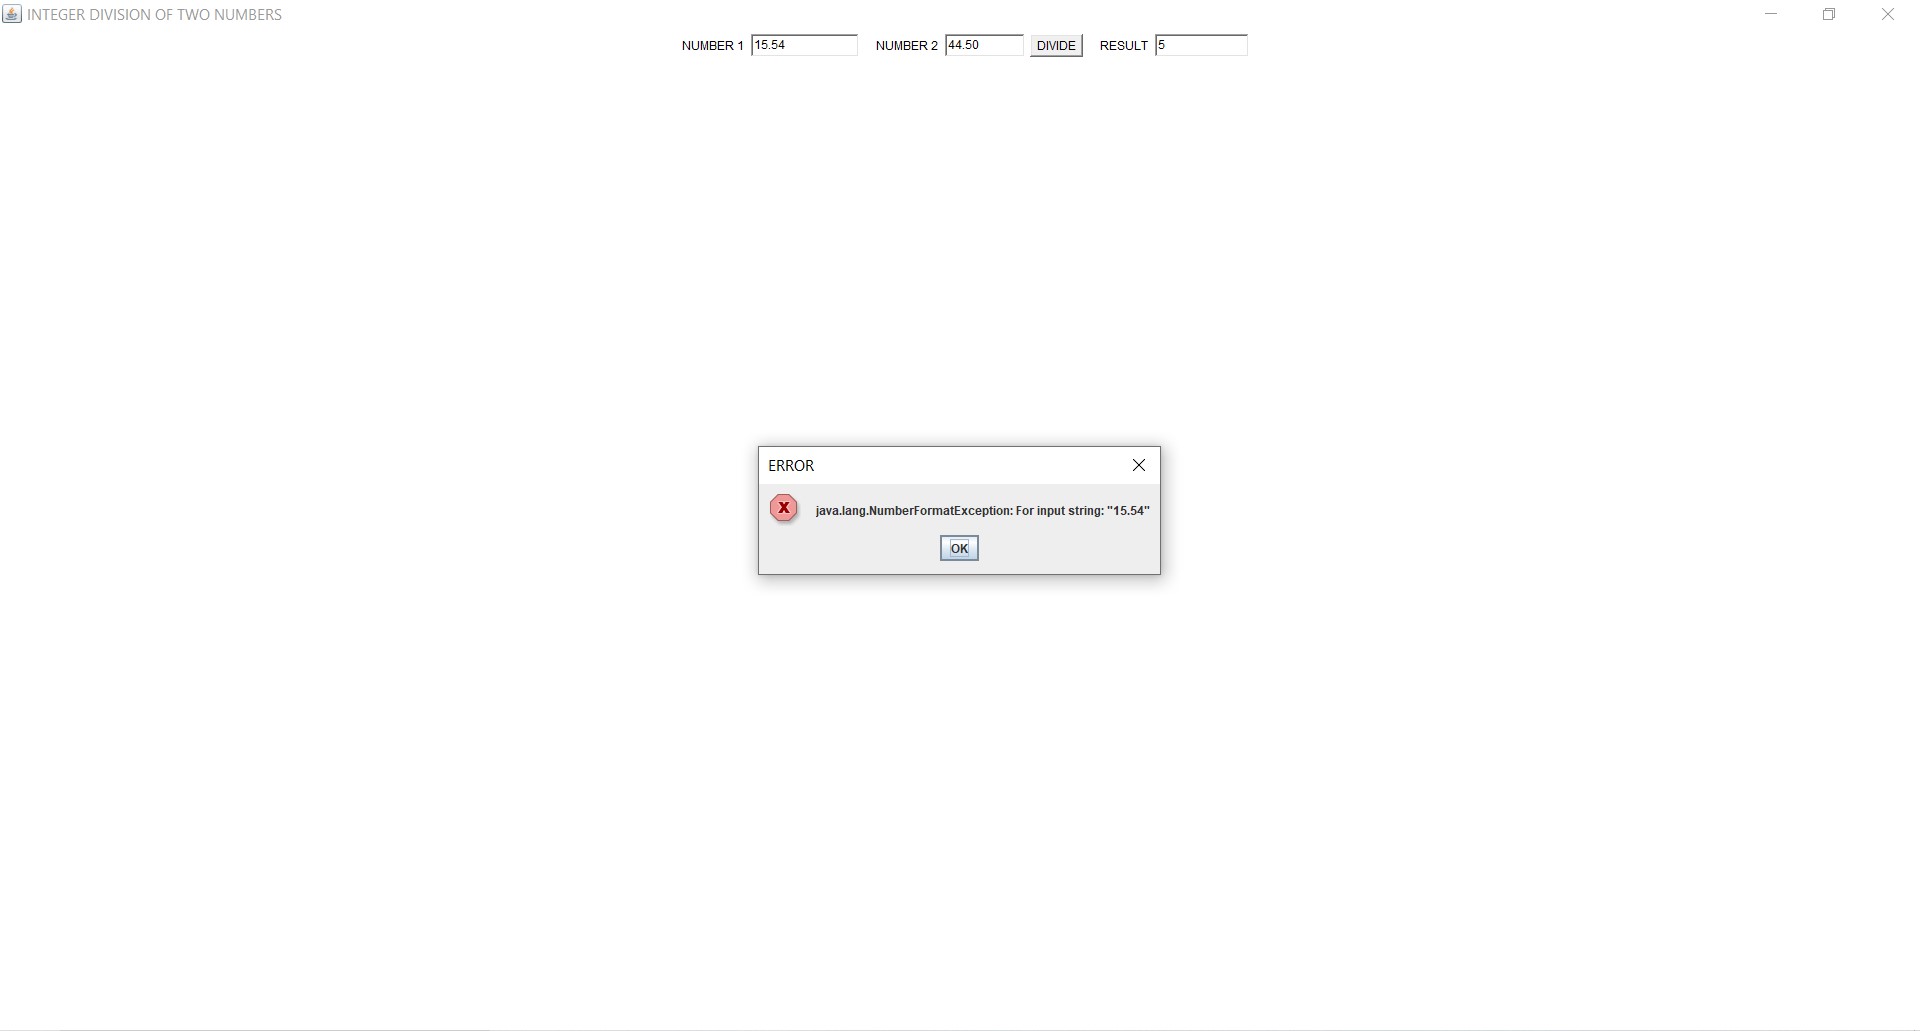 INTEGER DIVISION OF TWO NUMBERS
NUMBER 1 15.54 NUMBER 2 44.50 DIVIDE RESULT 5
ERROR
java.lang.NumberFormatException: For input string: "15.54"
OK